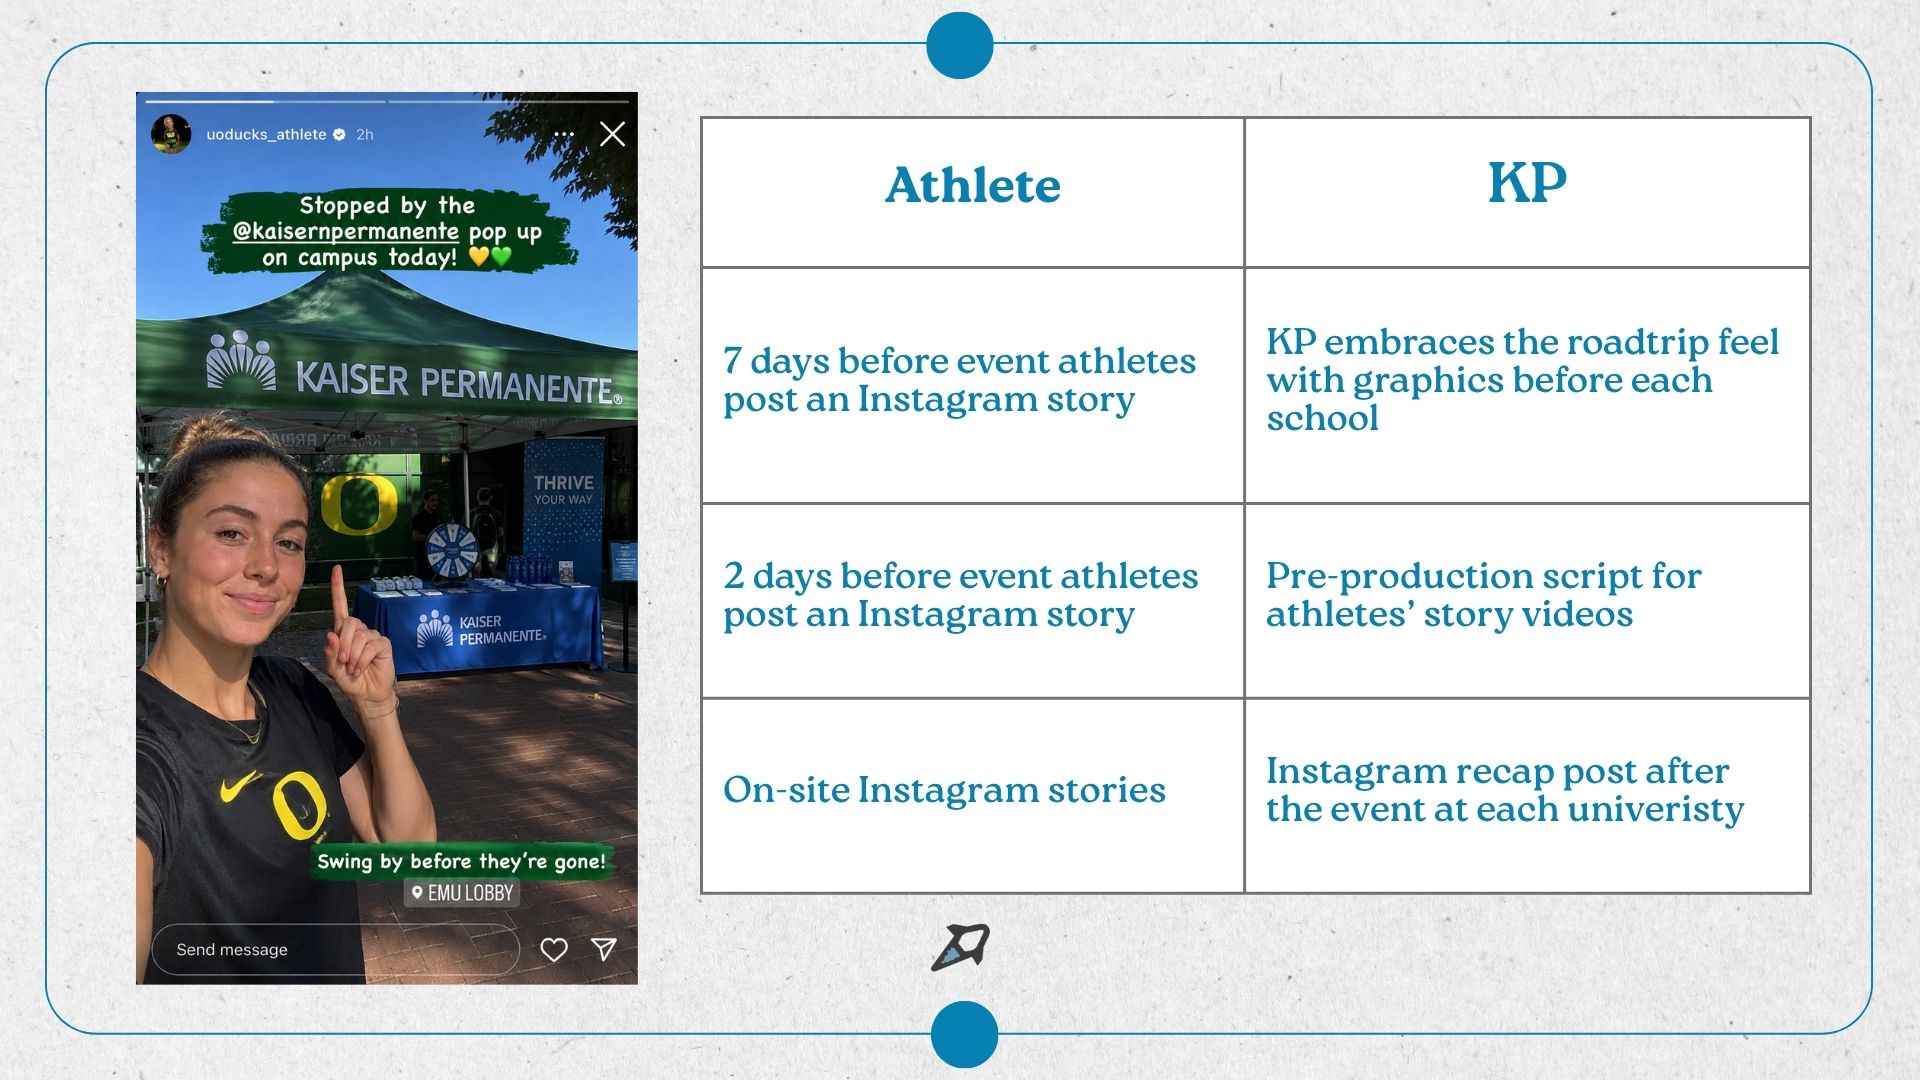 uoducks_athlete 2h
Stopped by the
@kaisernpermanente pop up
on campus today! 💛💚
KAISER PERMANENTE®
THRIVE
YOUR WAY
KAISER
PERMANENTE®
Swing by before they're gone!
EMU LOBBY
Send message
Athlete
KP
7 days before event athletes
post an Instagram story
KP embraces the roadtrip feel
with graphics before each
school
2 days before event athletes
post an Instagram story
Pre-production script for
athletes’ story videos
On-site Instagram stories
Instagram recap post after
the event at each univeristy